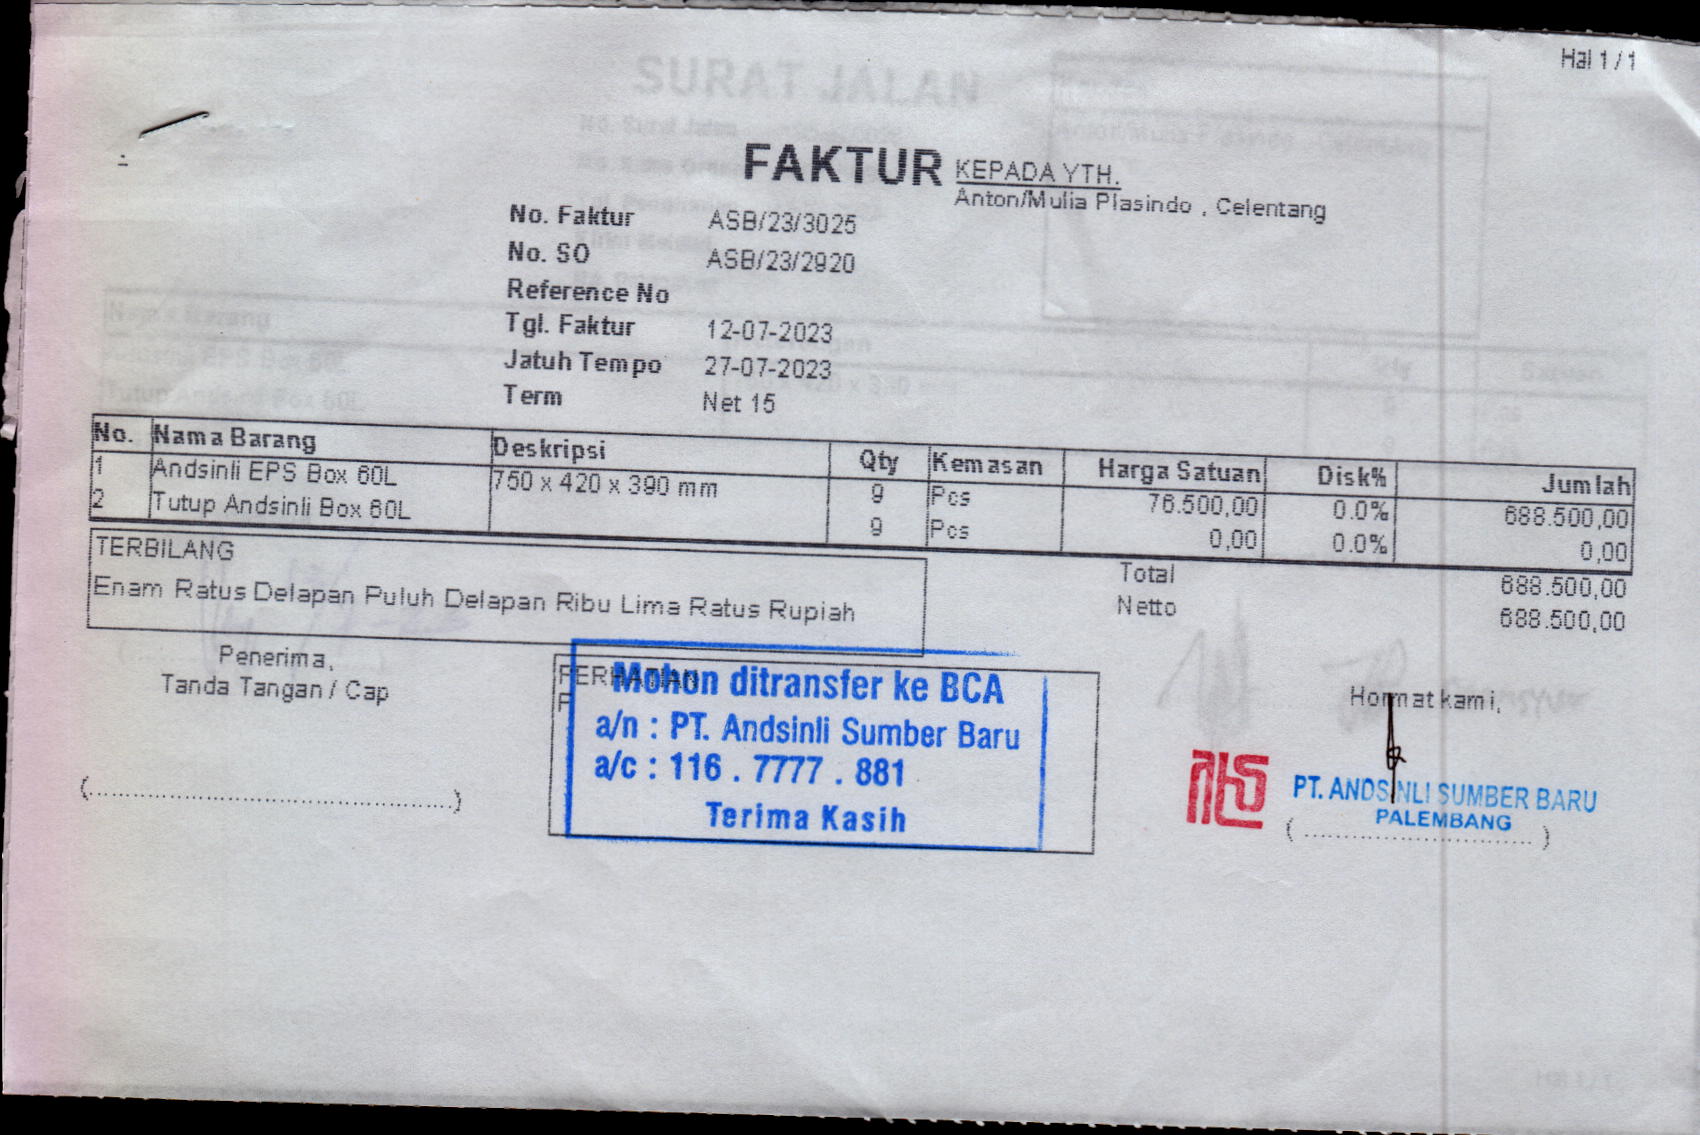 Hal 1 / 1
FAKTUR
KEPADA YTH.
Anton/Mulia Plasindo , Celentang
No. Faktur ASB/23/3025
No. SO ASB/23/2920
Reference No
Tgl. Faktur 12-07-2023
Jatuh Tempo 27-07-2023
Term Net 15
No. Nama Barang Deskripsi Qty Kemasan Harga Satuan Disk% Jumlah
1 Andsinli EPS Box 60L 750 x 420 x 390 mm 9 Pcs 76.500,00 0.0% 688.500,00
2 Tutup Andsinli Box 60L 9 Pcs 0,00 0.0% 0,00
TERBILANG
Enam Ratus Delapan Puluh Delapan Ribu Lima Ratus Rupiah
Total 688.500,00
Netto 688.500,00
Penerima,
Tanda Tangan / Cap
Mohon ditransfer ke BCA
a/n : PT. Andsinli Sumber Baru
a/c : 116 . 7777 . 881
Terima Kasih
Hormat kami,
PT. ANDSINLI SUMBER BARU
PALEMBANG
SURAT JALAN